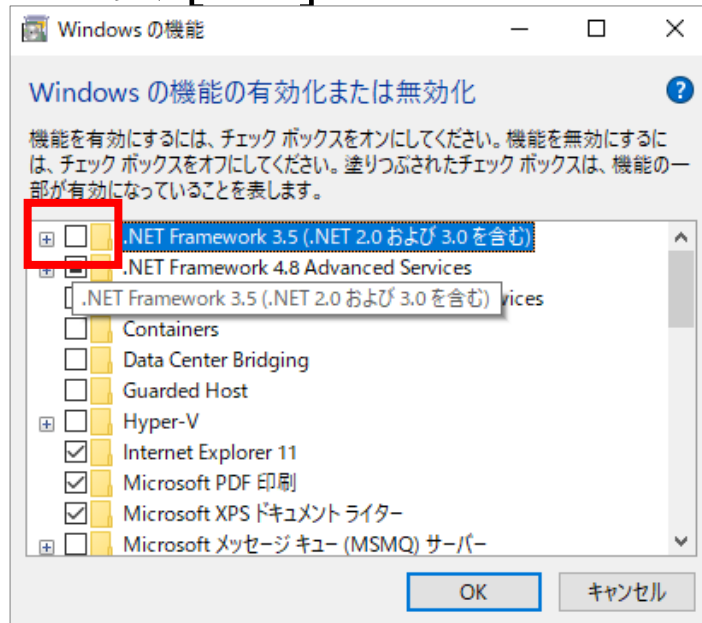 Windows の機能
Windows の機能の有効化または無効化
機能を有効にするには、チェック ボックスをオンにしてください。機能を無効にするに
は、チェック ボックスをオフにしてください。塗りつぶされたチェック ボックスは、機能の一
部が有効になっていることを表します。
.NET Framework 3.5 (.NET 2.0 および 3.0 を含む)
.NET Framework 4.8 Advanced Services
.NET Framework 3.5 (.NET 2.0 および 3.0 を含む)
Containers
Data Center Bridging
Guarded Host
Hyper-V
Internet Explorer 11
Microsoft PDF 印刷
Microsoft XPS ドキュメント ライター
Microsoft メッセージ キュー (MSMQ) サーバー
OK
キャンセル